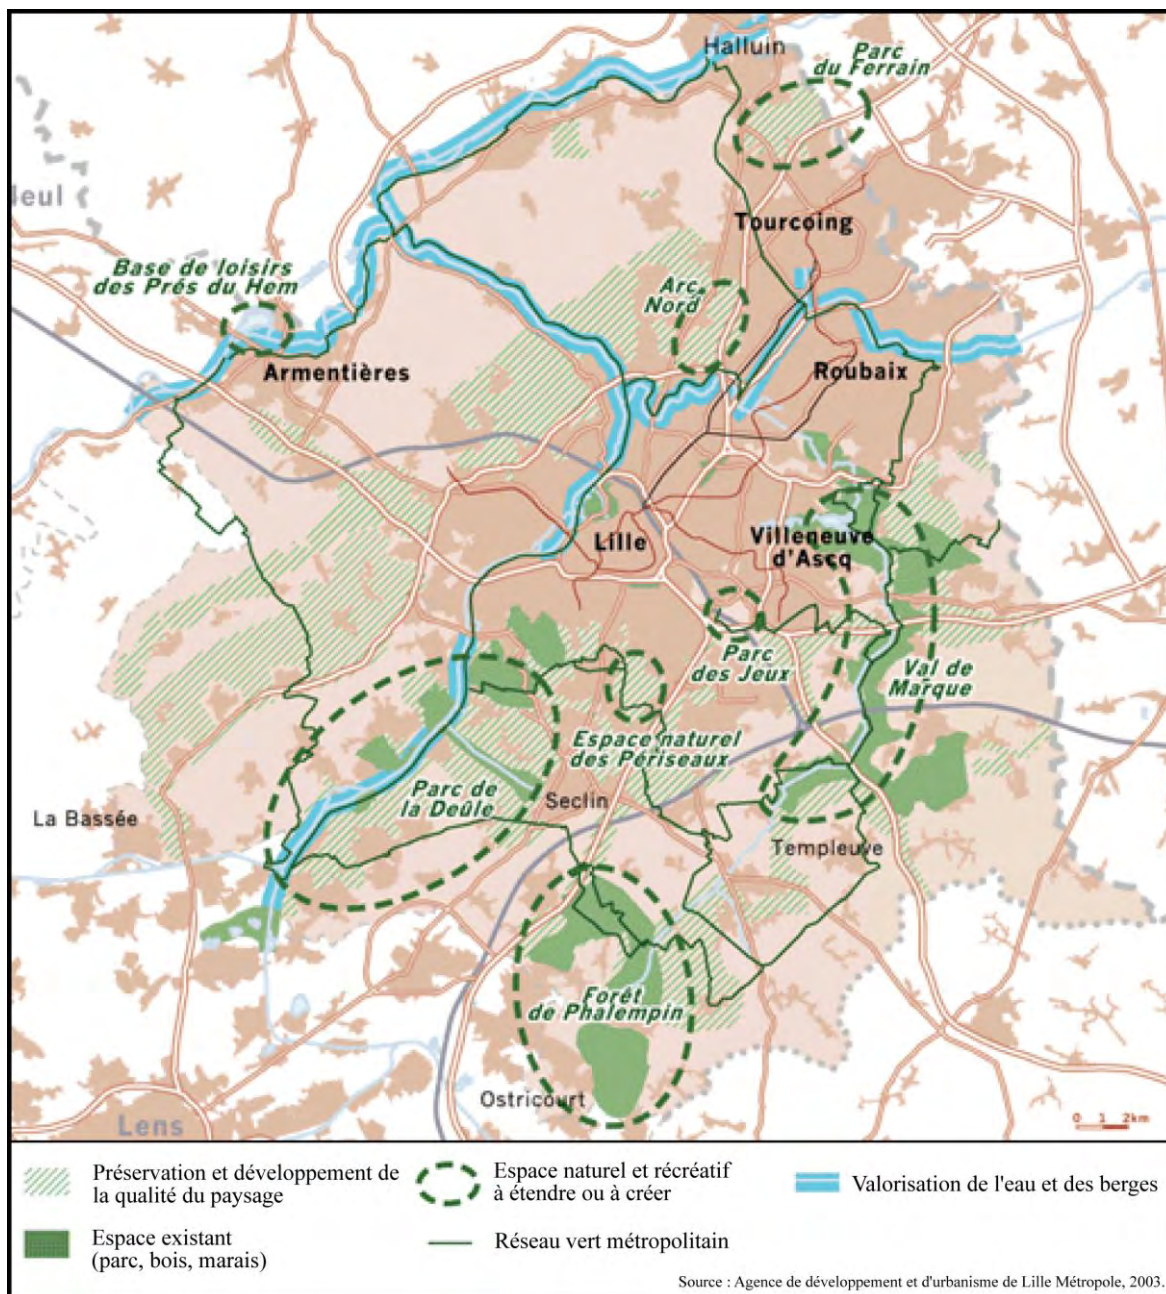 Halluin
Parc
du Ferrain
Tourcoing
Base de loisirs
des Prés du Hem
Arc
Nord
Armentières
Roubaix
Lille
Villeneuve
d'Ascq
Parc
des Jeux
Val de
Marque
Espace naturel
des Périseaux
Parc de
la Deûle
Seclin
La Bassée
Templeuve
Forêt
de Phalempin
Ostricourt
Lens
0 1 2km
Préservation et développement de
la qualité du paysage
Espace naturel et récréatif
à étendre ou à créer
Valorisation de l'eau et des berges
Espace existant
(parc, bois, marais)
Réseau vert métropolitain
Source : Agence de développement et d'urbanisme de Lille Métropole, 2003.